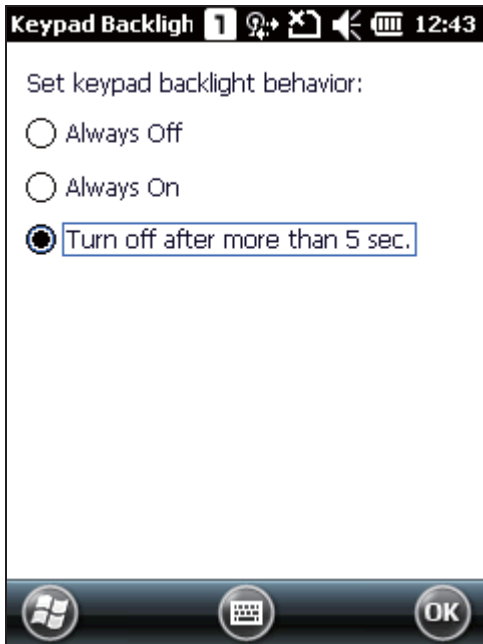 Keypad Backligh 1 12:43
Set keypad backlight behavior:
Always Off
Always On
Turn off after more than 5 sec.
OK